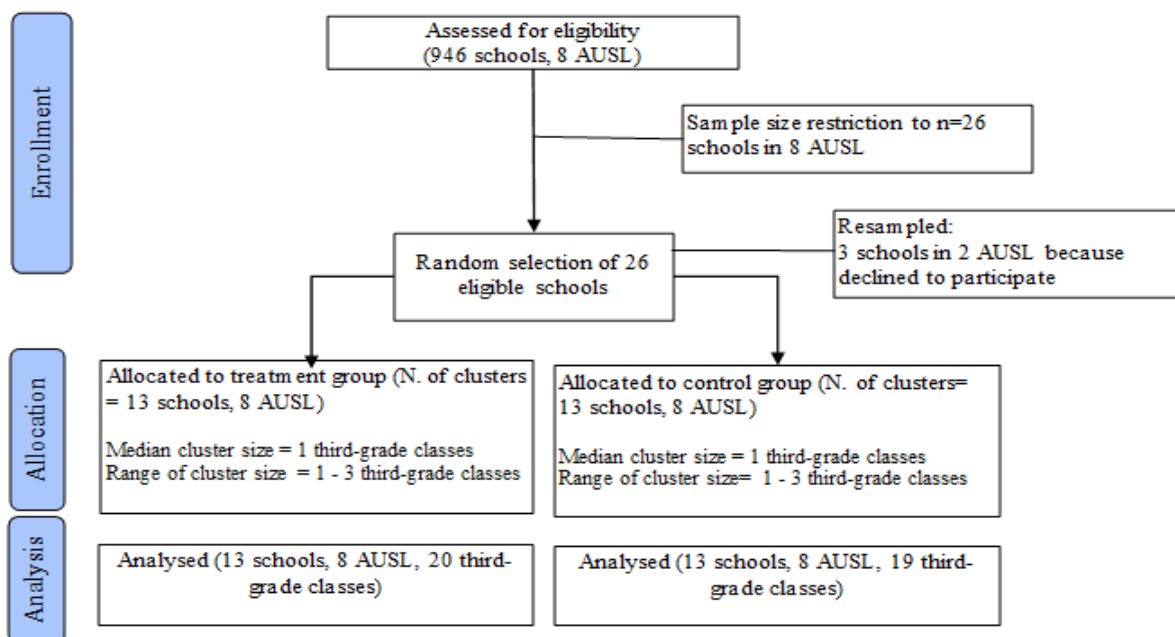 Enrollment
Assessed for eligibility
(946 schools, 8 AUSL)
Sample size restriction to n=26
schools in 8 AUSL
Resampled:
3 schools in 2 AUSL because
declined to participate
Random selection of 26
eligible schools
Allocation
Allocated to treatment group (N. of clusters
= 13 schools, 8 AUSL)
Median cluster size = 1 third-grade classes
Range of cluster size = 1 - 3 third-grade classes
Allocated to control group (N. of clusters=
13 schools, 8 AUSL)
Median cluster size = 1 third-grade classes
Range of cluster size= 1 - 3 third-grade classes
Analysis
Analysed (13 schools, 8 AUSL, 20 third-
grade classes)
Analysed (13 schools, 8 AUSL, 19 third-
grade classes)